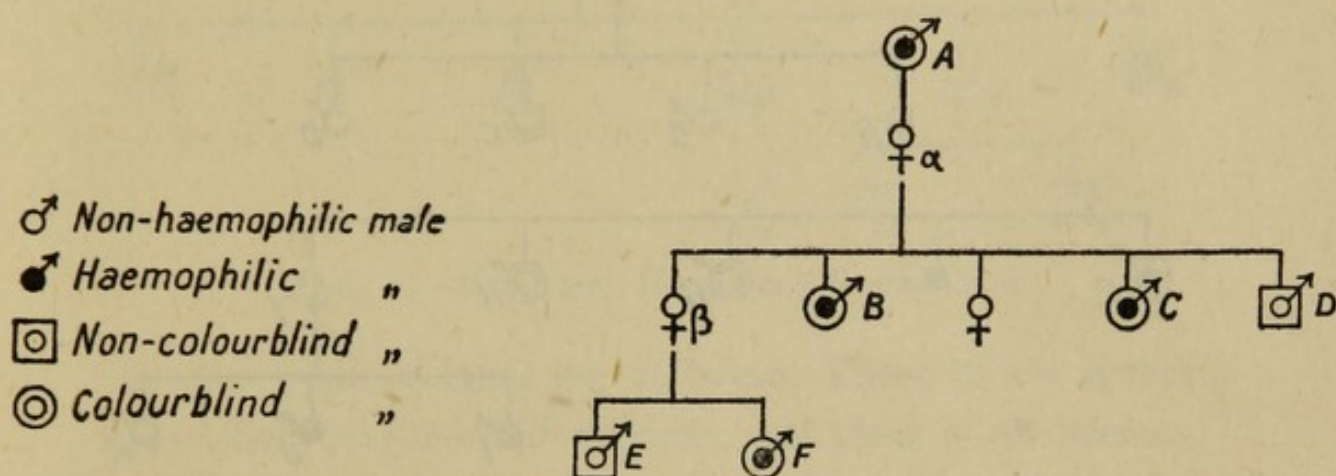 A
α
Non-haemophilic male
Haemophilic „
Non-colourblind „
Colourblind „
β B C D
E F